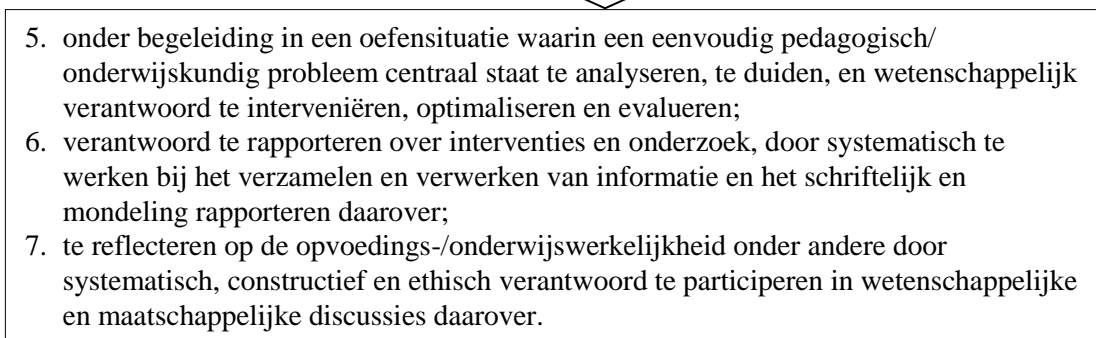 5. onder begeleiding in een oefensituatie waarin een eenvoudig pedagogisch/
onderwijskundig probleem centraal staat te analyseren, te duiden, en wetenschappelijk
verantwoord te interveniëren, optimaliseren en evalueren;
6. verantwoord te rapporteren over interventies en onderzoek, door systematisch te
werken bij het verzamelen en verwerken van informatie en het schriftelijk en
mondeling rapporteren daarover;
7. te reflecteren op de opvoedings-/onderwijswerkelijkheid onder andere door
systematisch, constructief en ethisch verantwoord te participeren in wetenschappelijke
en maatschappelijke discussies daarover.